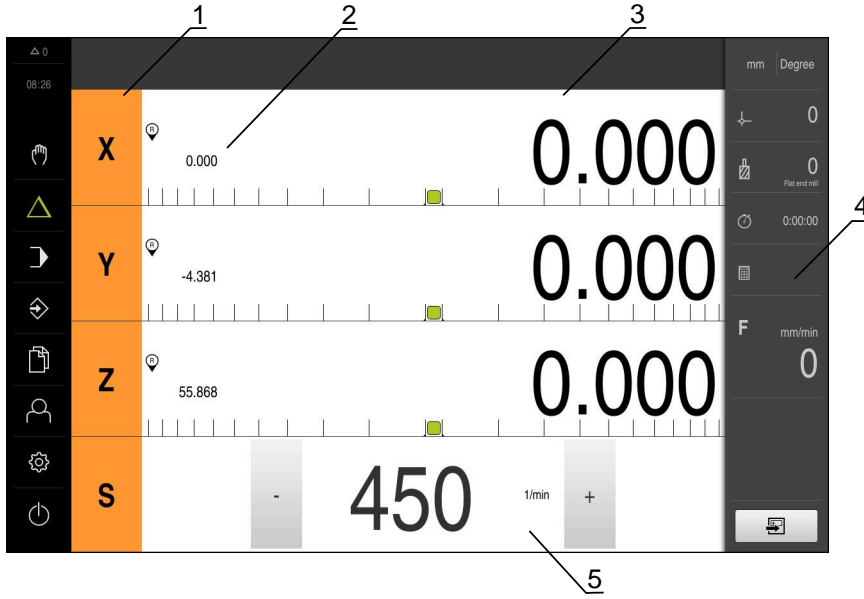 1 2 3
0
08:26
mm Degree
X R 0.000 0.000
0
0
Flat end mill
4
Y R -4.381 0.000
0:00:00
F mm/min
0
Z R 55.868 0.000
S - 450 1/min +
5